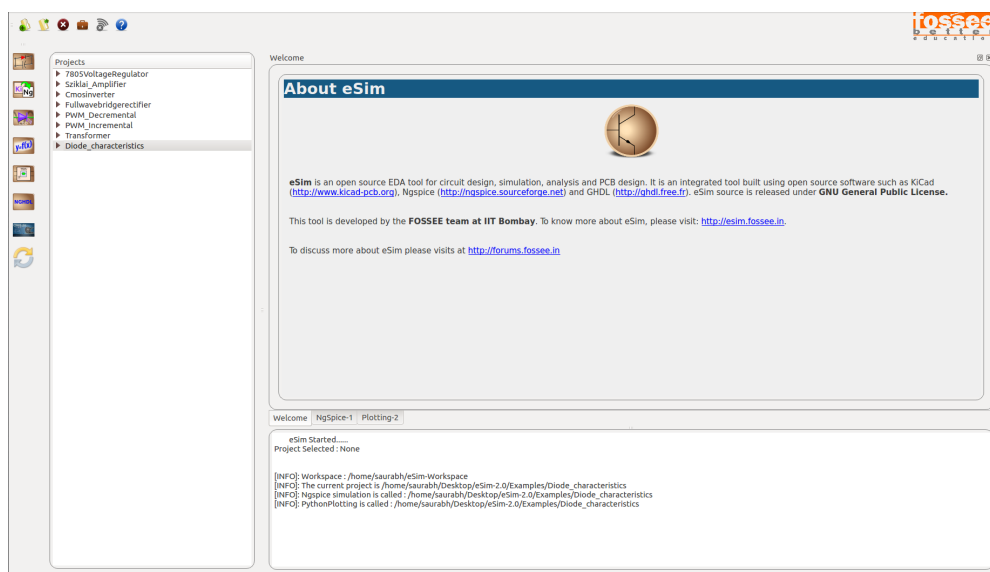 fossee
better
Welcome
Projects
7805VoltageRegulator
Sziklai_Amplifier
Cmosinverter
Fullwavebridgerectifier
PWM_Decremental
PWM_Incremental
Transformer
Diode_characteristics
Ki
Ng
y=f(x)
NGHDL
About eSim
eSim is an open source EDA tool for circuit design, simulation, analysis and PCB design. It is an integrated tool built using open source software such as KiCad
(http://www.kicad-pcb.org), Ngspice (http://ngspice.sourceforge.net) and GHDL (http://ghdl.free.fr). eSim source is released under GNU General Public License.
This tool is developed by the FOSSEE team at IIT Bombay. To know more about eSim, please visit: http://esim.fossee.in.
To discuss more about eSim please visits at http://forums.fossee.in
Welcome NgSpice-1 Plotting-2
eSim Started......
Project Selected : None
[INFO]: Workspace : /home/saurabh/eSim-Workspace
[INFO]: The current project is /home/saurabh/Desktop/eSim-2.0/Examples/Diode_characteristics
[INFO]: Ngspice simulation is called : /home/saurabh/Desktop/eSim-2.0/Examples/Diode_characteristics
[INFO]: PythonPlotting is called : /home/saurabh/Desktop/eSim-2.0/Examples/Diode_characteristics